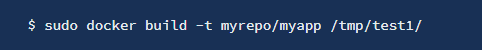 $ sudo docker build -t myrepo/myapp /tmp/test1/